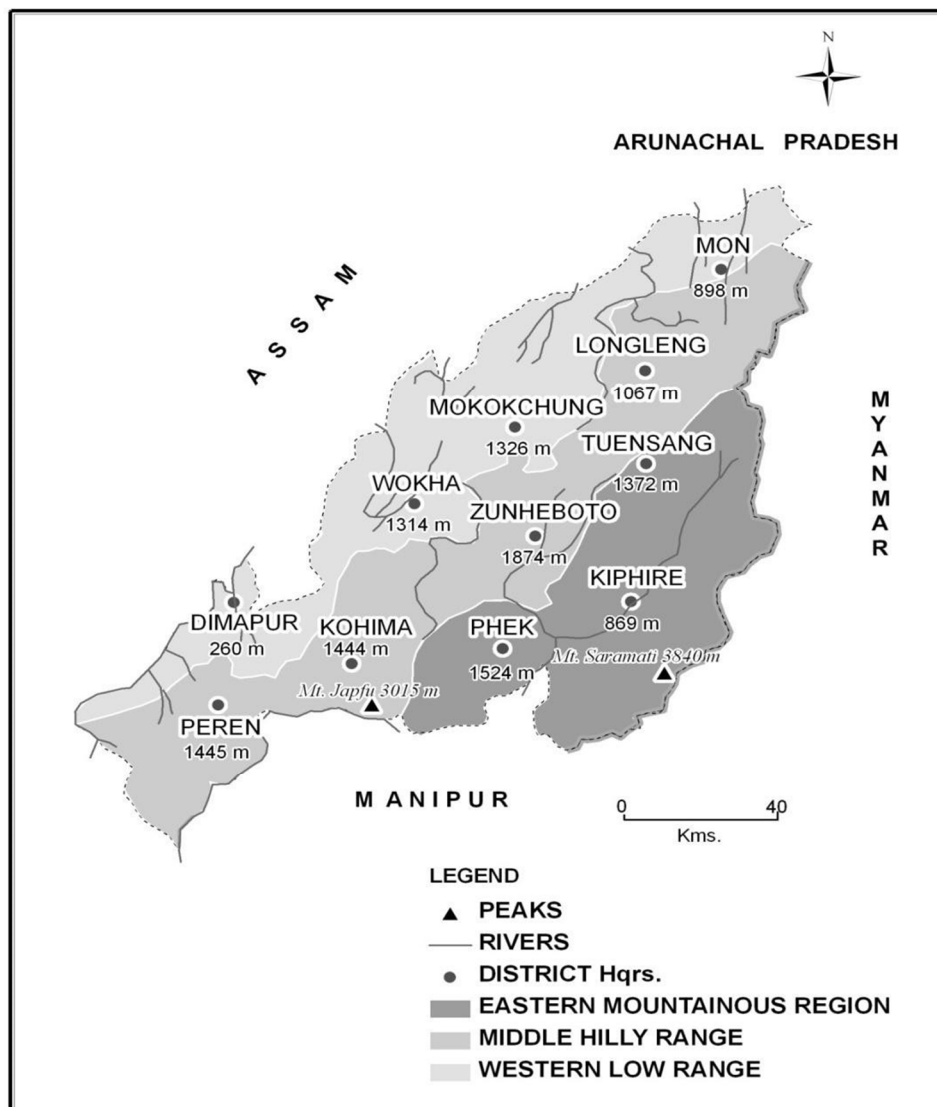 N
ARUNACHAL PRADESH
ASSAM
MYANMAR
MON
898 m
LONGLENG
1067 m
MOKOKCHUNG
1326 m
TUENSANG
1372 m
WOKHA
1314 m
ZUNHEBOTO
1874 m
KIPHIRE
869 m
DIMAPUR
260 m
KOHIMA
1444 m
PHEK
1524 m
Mt. Saramati 3840 m
Mt. Japfu 3015 m
PEREN
1445 m
MANIPUR
0 40
Kms.
LEGEND
PEAKS
RIVERS
DISTRICT Hqrs.
EASTERN MOUNTAINOUS REGION
MIDDLE HILLY RANGE
WESTERN LOW RANGE